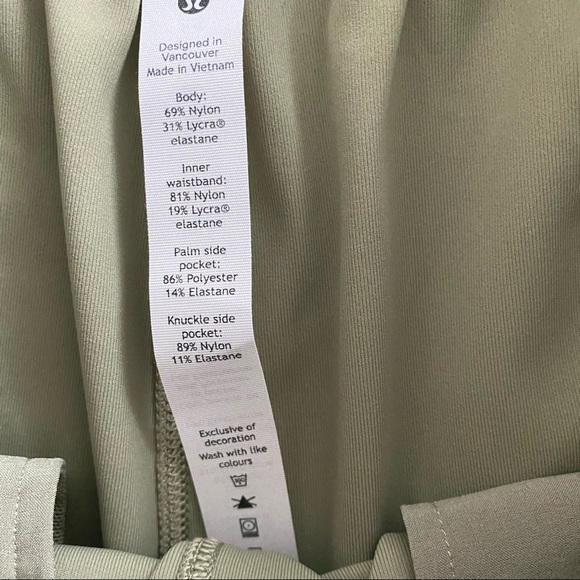 Designed in
Vancouver
Made in Vietnam
Body:
69% Nylon
31% Lycra®
elastane
Inner
waistband:
81% Nylon
19% Lycra®
elastane
Palm side
pocket:
86% Polyester
14% Elastane
Knuckle side
pocket:
89% Nylon
11% Elastane
Exclusive of
decoration
Wash with like
colours